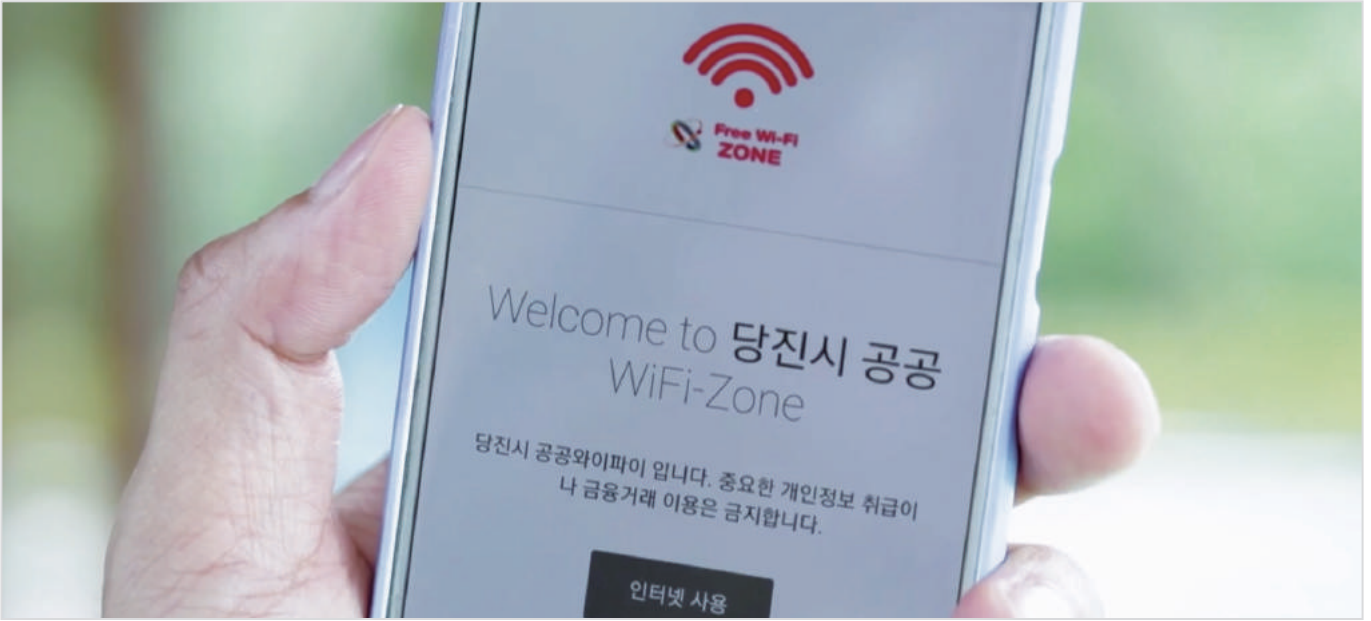 Free Wi-Fi
ZONE
Welcome to 당진시 공공
WiFi-Zone
당진시 공공와이파이 입니다. 중요한 개인정보 취급이
나 금융거래 이용은 금지합니다.
인터넷 사용